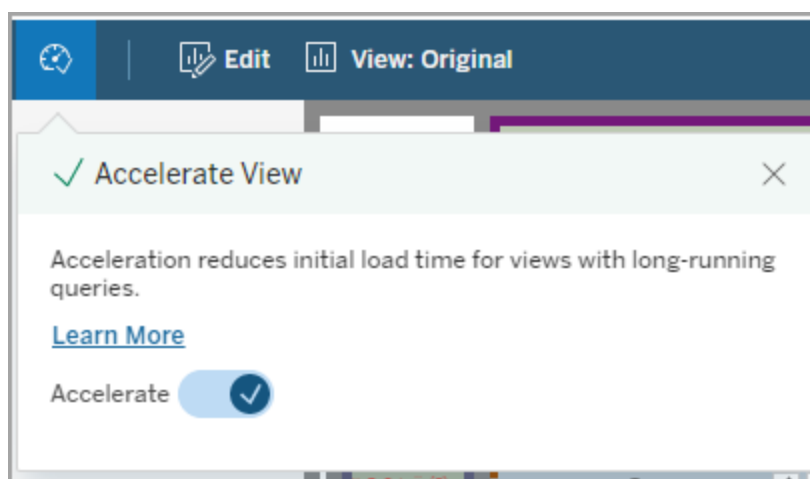 Edit
View: Original
Accelerate View
Acceleration reduces initial load time for views with long-running
queries.
Learn More
Accelerate